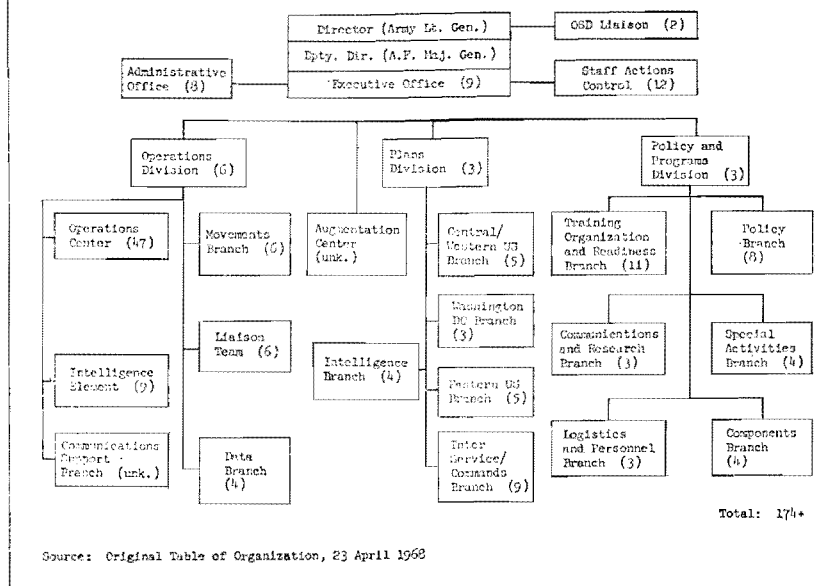 Director (Army Lt. Gen.)
OSD Liaison (2)
Dpty. Dir. (A.F. Maj. Gen.)
Administrative
Office (8)
Executive Office (9)
Staff Actions
Control (12)
Operations
Division (6)
Plans
Division (3)
Policy and
Programs
Division (3)
Operations
Center (47)
Movements
Branch (6)
Augmentation
Center
(unk.)
Central/
Western US
Branch (5)
Training
Organization
and Readiness
Branch (11)
Policy
Branch
(8)
Liaison
Team (6)
Washington
DC Branch
(3)
Communications
and Research
Branch (3)
Special
Activities
Branch (4)
Intelligence
Element (9)
Intelligence
Branch (4)
Eastern US
Branch (5)
Communications
Support
Branch (unk.)
Data
Branch
(4)
Inter
Service/
Commands
Branch (9)
Logistics
and Personnel
Branch (3)
Components
Branch
(4)
Total: 174+
Source: Original Table of Organization, 23 April 1968